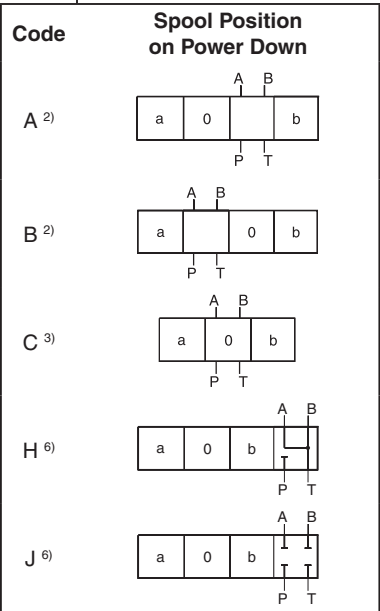 Code Spool Position
on Power Down
A B
A 2) a 0 b
P T
A B
B 2) a 0 b
P T
A B
C 3) a 0 b
P T
A B
H 6) a 0 b
P T
A B
J 6) a 0 b
P T